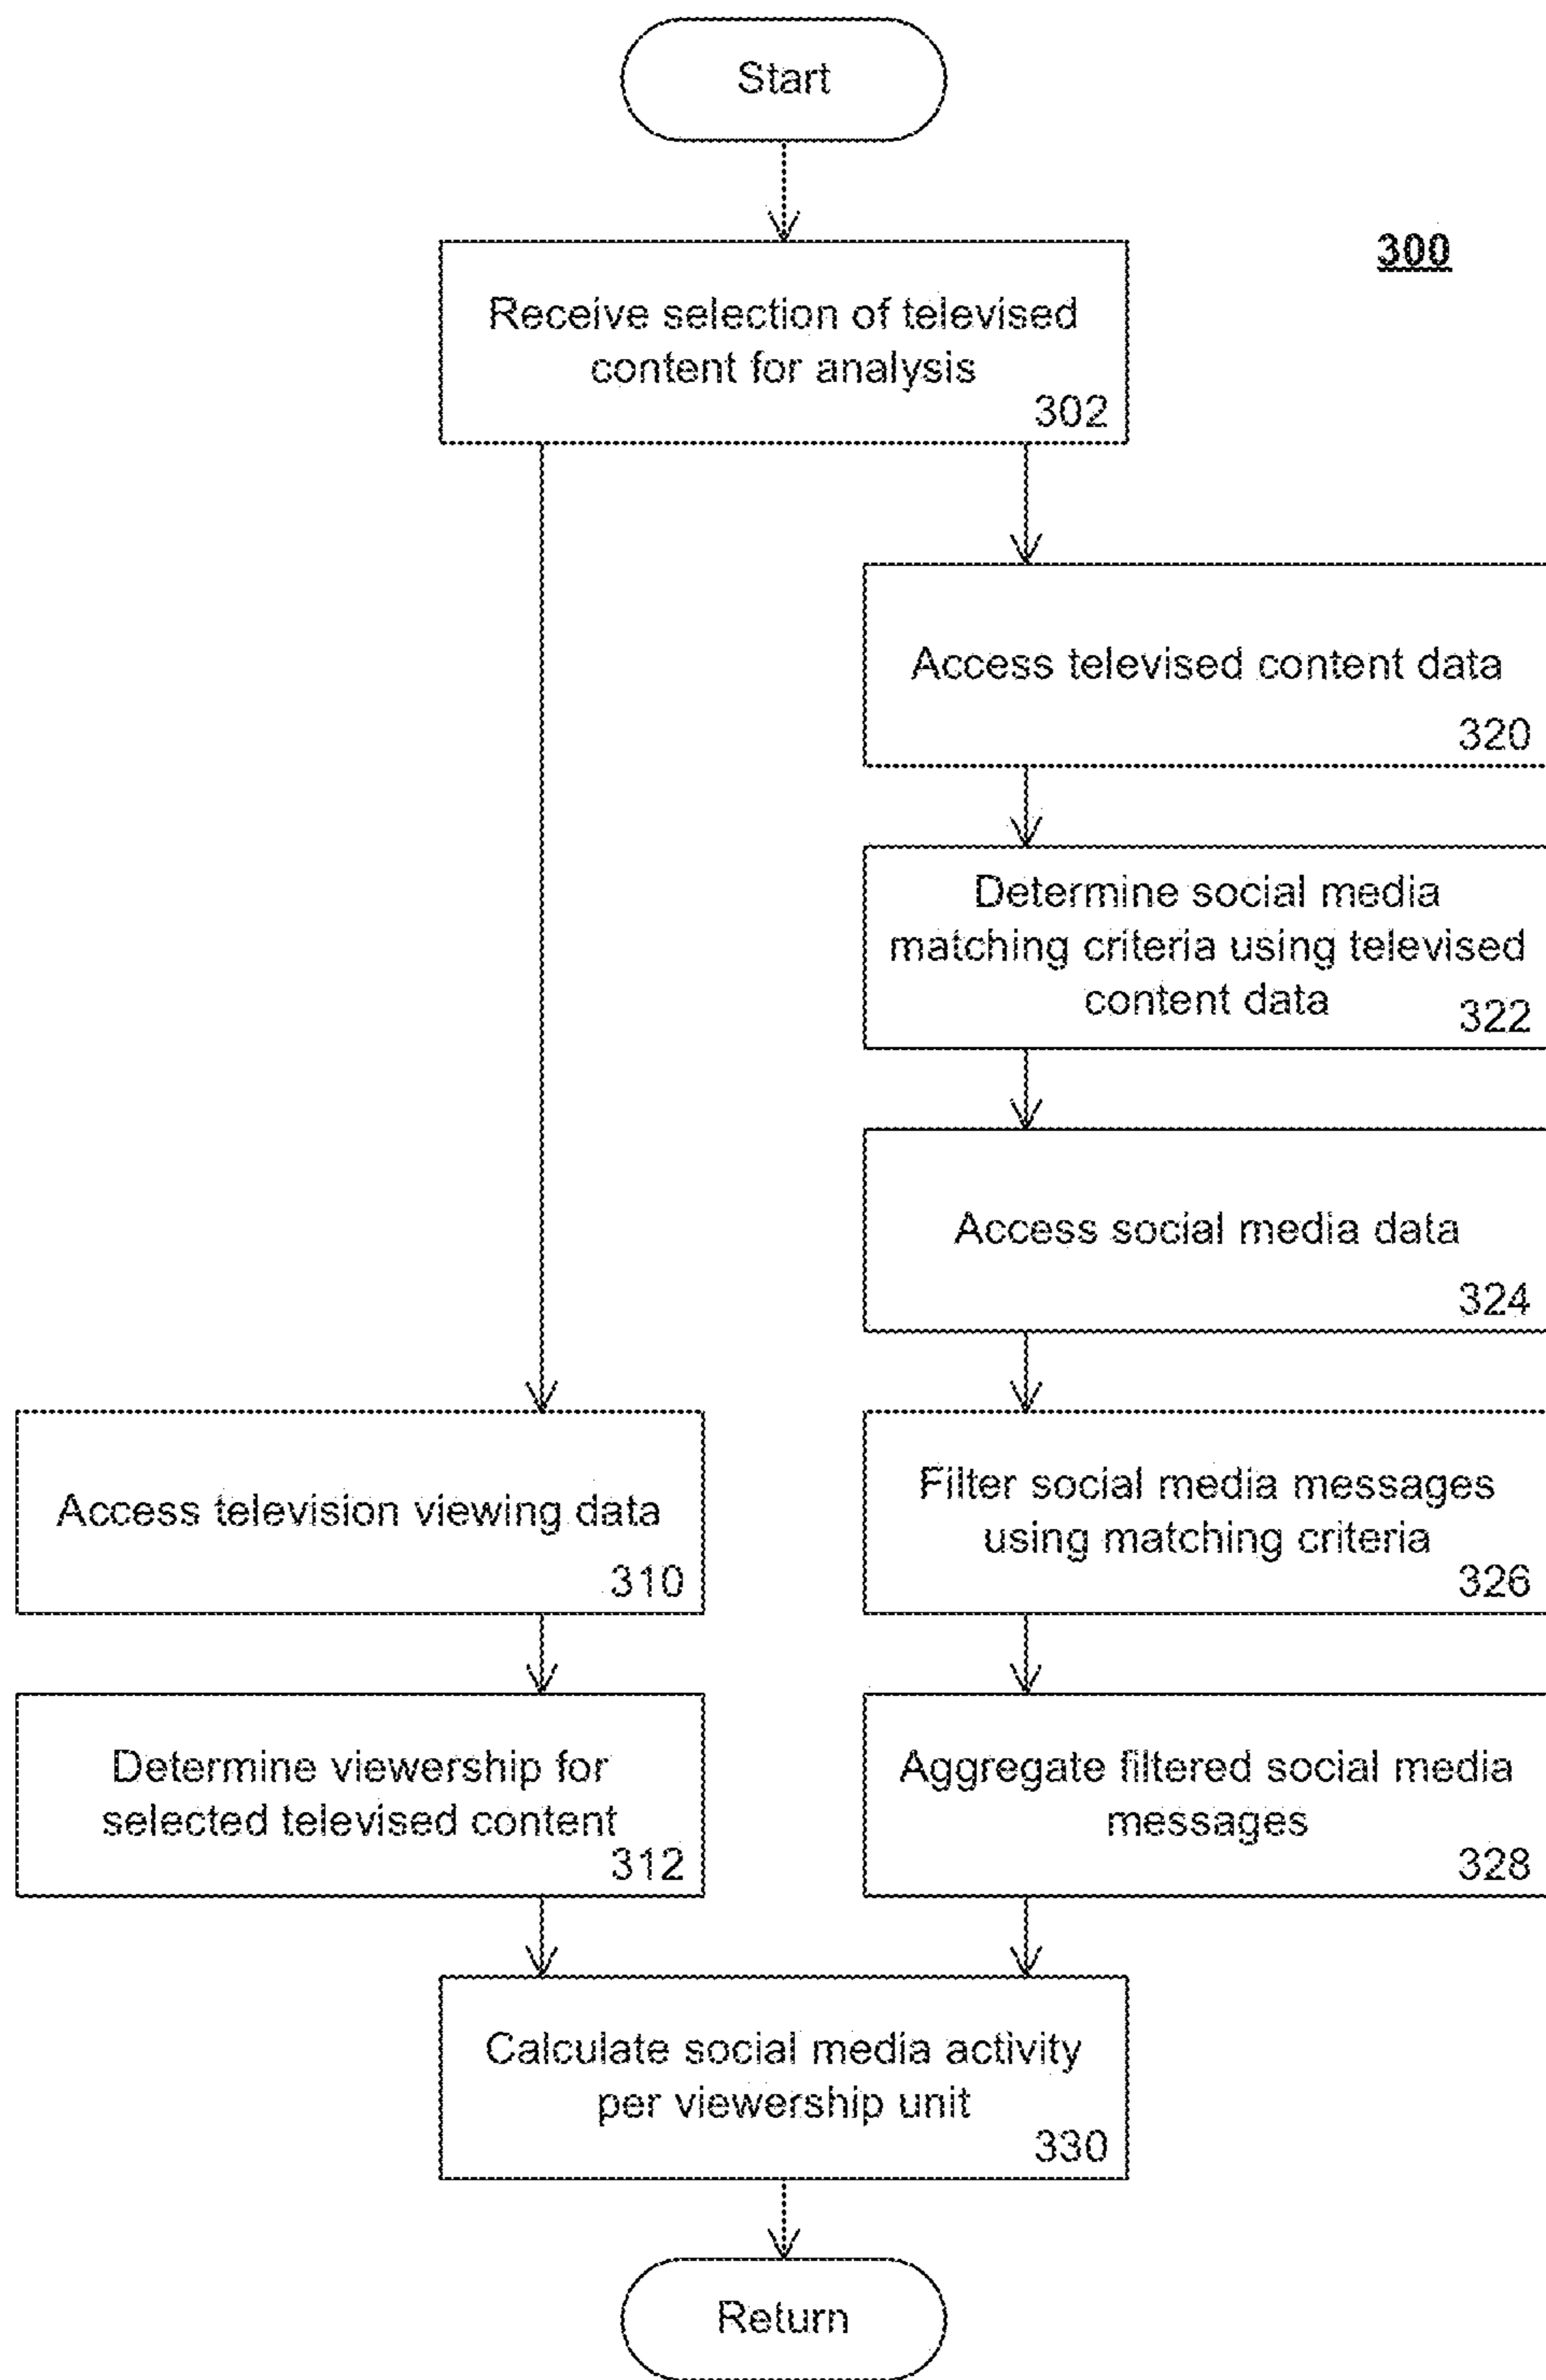 Start
300
Receive selection of televised
content for analysis
302
Access televised content data
320
Determine social media
matching criteria using televised
content data
322
Access social media data
324
Access television viewing data
310
Filter social media messages
using matching criteria
326
Determine viewership for
selected televised content
312
Aggregate filtered social media
messages
328
Calculate social media activity
per viewership unit
330
Return